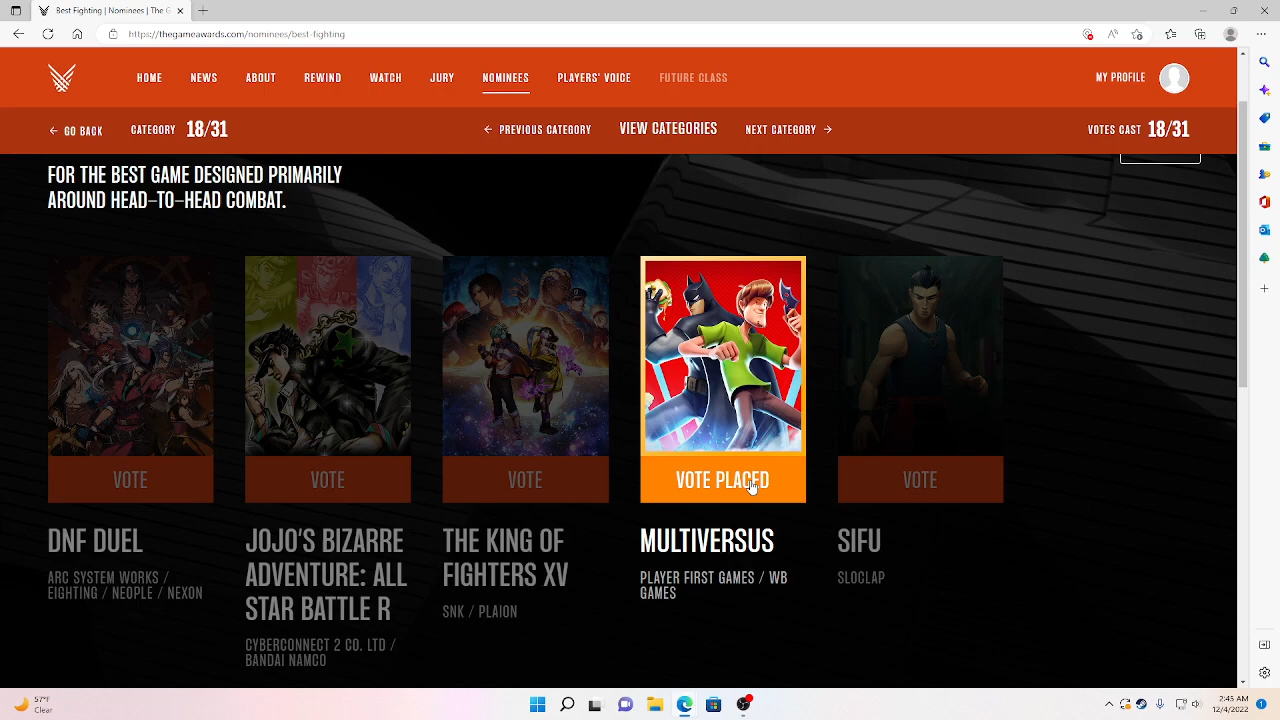 Best Fighting | Nominees | The G
https://thegameawards.com/nominees/best-fighting
HOME NEWS ABOUT REWIND WATCH JURY NOMINEES PLAYERS' VOICE FUTURE CLASS MY PROFILE
GO BACK CATEGORY 18/31 PREVIOUS CATEGORY VIEW CATEGORIES NEXT CATEGORY VOTES CAST 18/31
FOR THE BEST GAME DESIGNED PRIMARILY
AROUND HEAD-TO-HEAD COMBAT.
VOTE VOTE VOTE VOTE PLACED VOTE
DNF DUEL
ARC SYSTEM WORKS /
EIGHTING / NEOPLE / NEXON
JOJO'S BIZARRE
ADVENTURE: ALL
STAR BATTLE R
CYBERCONNECT 2 CO. LTD /
BANDAI NAMCO
THE KING OF
FIGHTERS XV
SNK / PLAION
MULTIVERSUS
PLAYER FIRST GAMES / WB
GAMES
SIFU
SLOCLAP
5°
Clear
2:45 AM